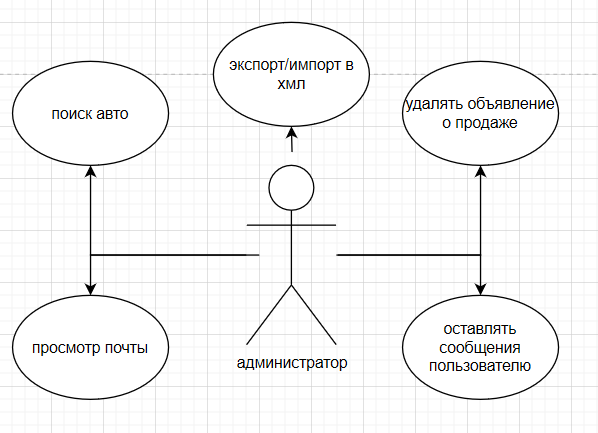 экспорт/импорт в
хмл
поиск авто
удалять объявление
о продаже
просмотр почты
администратор
оставлять
сообщения
пользователю